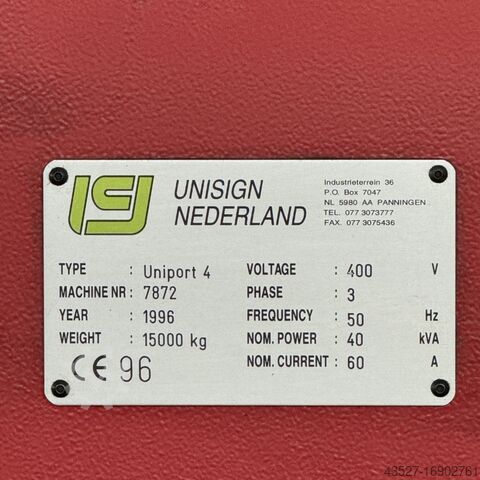 UNISIGN
NEDERLAND
Industrieterrein 36
P.O. Box 7047
NL 5980 AA PANNINGEN
TEL. 077 3073777
FAX. 077 3075436
TYPE : Uniport 4
MACHINE NR : 7872
YEAR : 1996
WEIGHT : 15000 kg
CE 96
VOLTAGE : 400 V
PHASE : 3
FREQUENCY : 50 Hz
NOM. POWER : 40 kVA
NOM. CURRENT : 60 A
43527-16902761